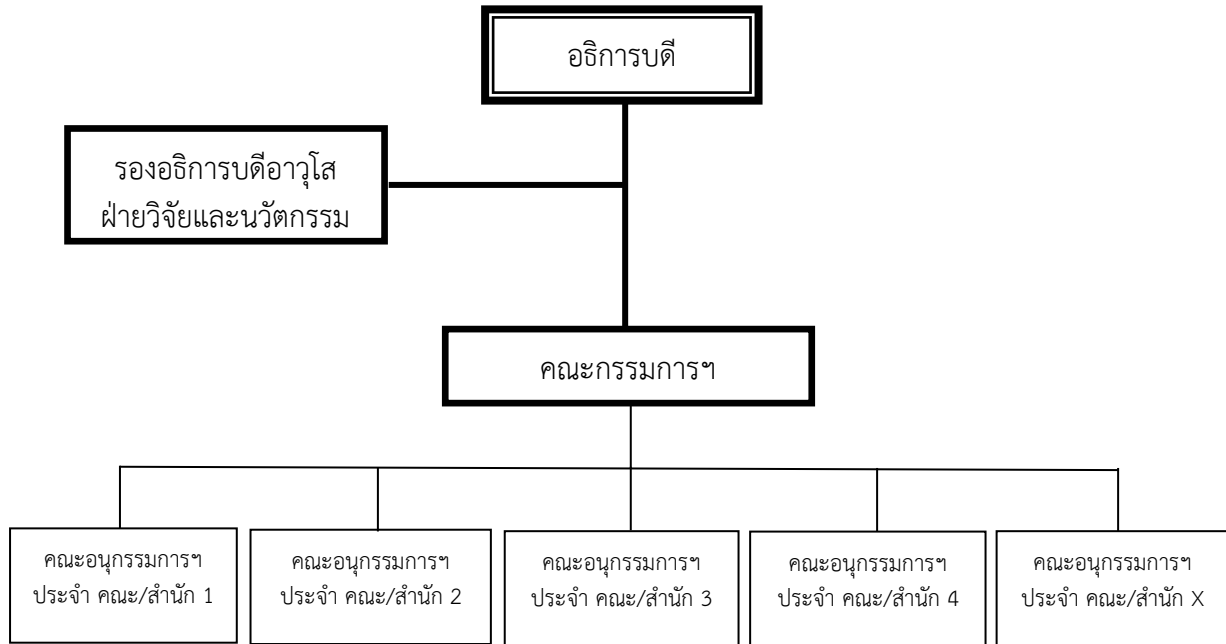 อธิการบดี
รองอธิการบดีอาวุโส
ฝ่ายวิจัยและนวัตกรรม
คณะกรรมการฯ
คณะอนุกรรมการฯ
ประจำ คณะ/สำนัก 1
คณะอนุกรรมการฯ
ประจำ คณะ/สำนัก 2
คณะอนุกรรมการฯ
ประจำ คณะ/สำนัก 3
คณะอนุกรรมการฯ
ประจำ คณะ/สำนัก 4
คณะอนุกรรมการฯ
ประจำ คณะ/สำนัก X